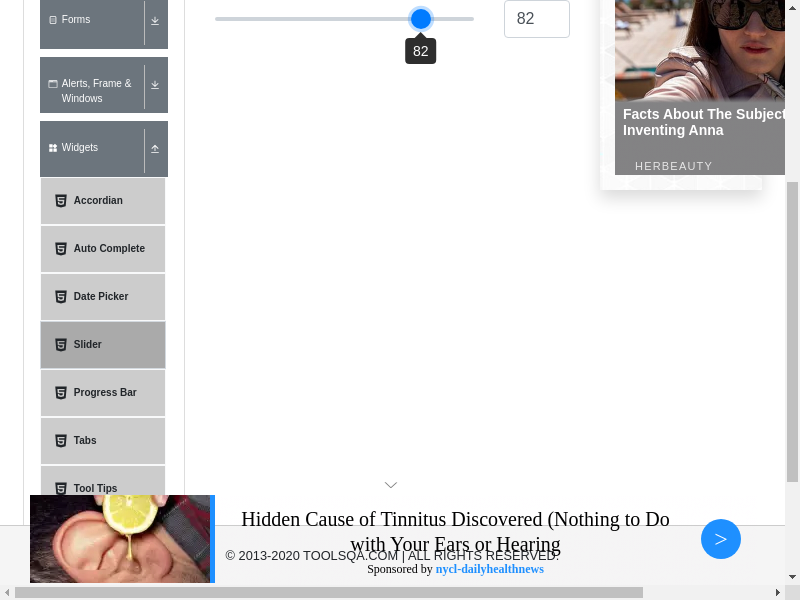 Forms
82
82
Alerts, Frame &
Windows
Widgets
Accordian
Auto Complete
Date Picker
Slider
Progress Bar
Tabs
Tool Tips
Facts About The Subject
Inventing Anna
HERBEAUTY
Hidden Cause of Tinnitus Discovered (Nothing to Do
with Your Ears or Hearing
© 2013-2020 TOOLSQA.COM | ALL RIGHTS RESERVED.
Sponsored by nycl-dailyhealthnews
>